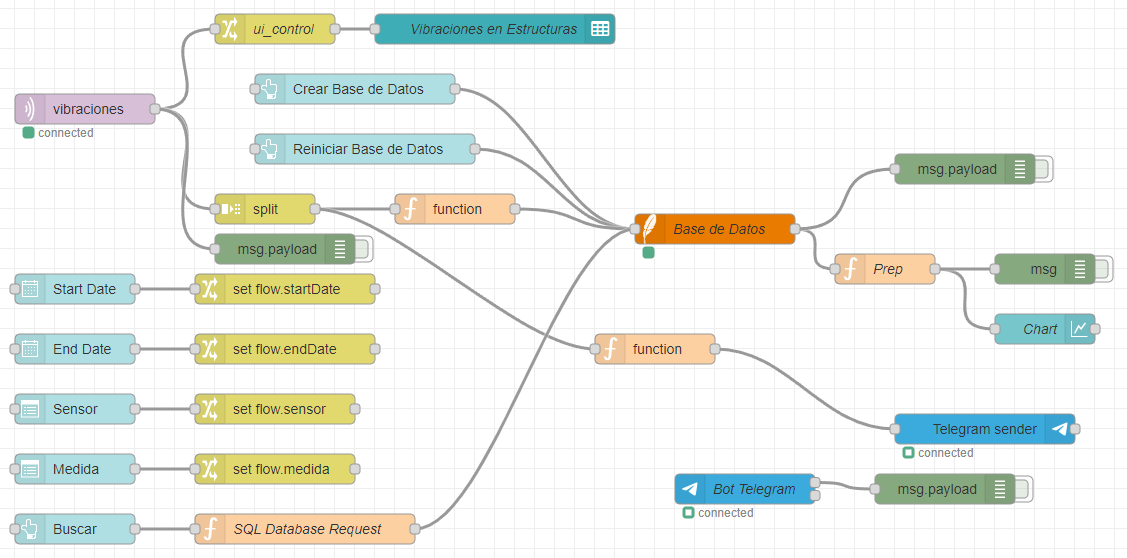 ui_control
Vibraciones en Estructuras
Crear Base de Datos
vibraciones
connected
Reiniciar Base de Datos
msg.payload
split
function
Base de Datos
msg.payload
Prep
msg
Start Date
set flow.startDate
Chart
End Date
set flow.endDate
function
Sensor
set flow.sensor
Telegram sender
connected
Medida
set flow.medida
Bot Telegram
msg.payload
connected
Buscar
SQL Database Request